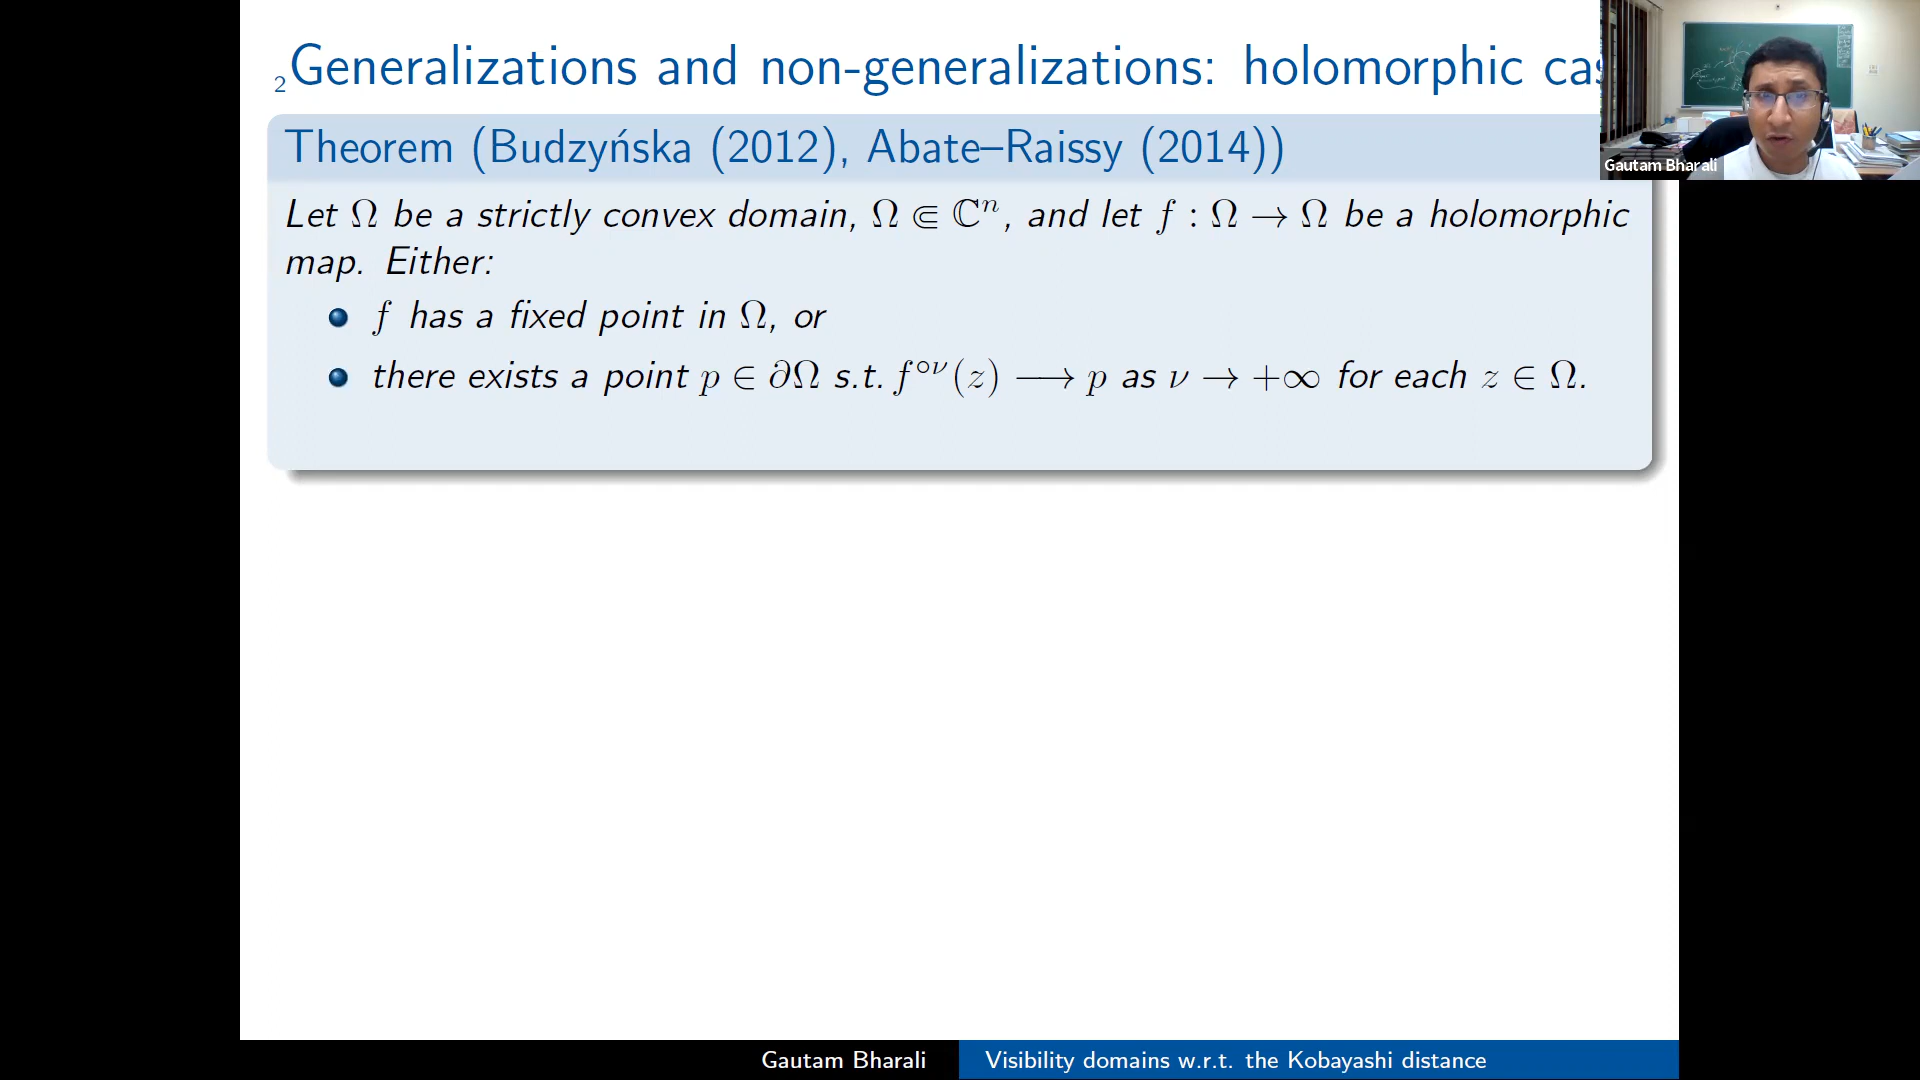 2 Generalizations and non-generalizations: holomorphic cas
Theorem (Budzyńska (2012), Abate–Raissy (2014))
Let Ω be a strictly convex domain, Ω ⋐ ℂⁿ, and let f : Ω → Ω be a holomorphic
map. Either:
f has a fixed point in Ω, or
there exists a point p ∈ ∂Ω s.t. f^{∘ν}(z) ⟶ p as ν → +∞ for each z ∈ Ω.
Gautam Bharali
Gautam Bharali
Visibility domains w.r.t. the Kobayashi distance